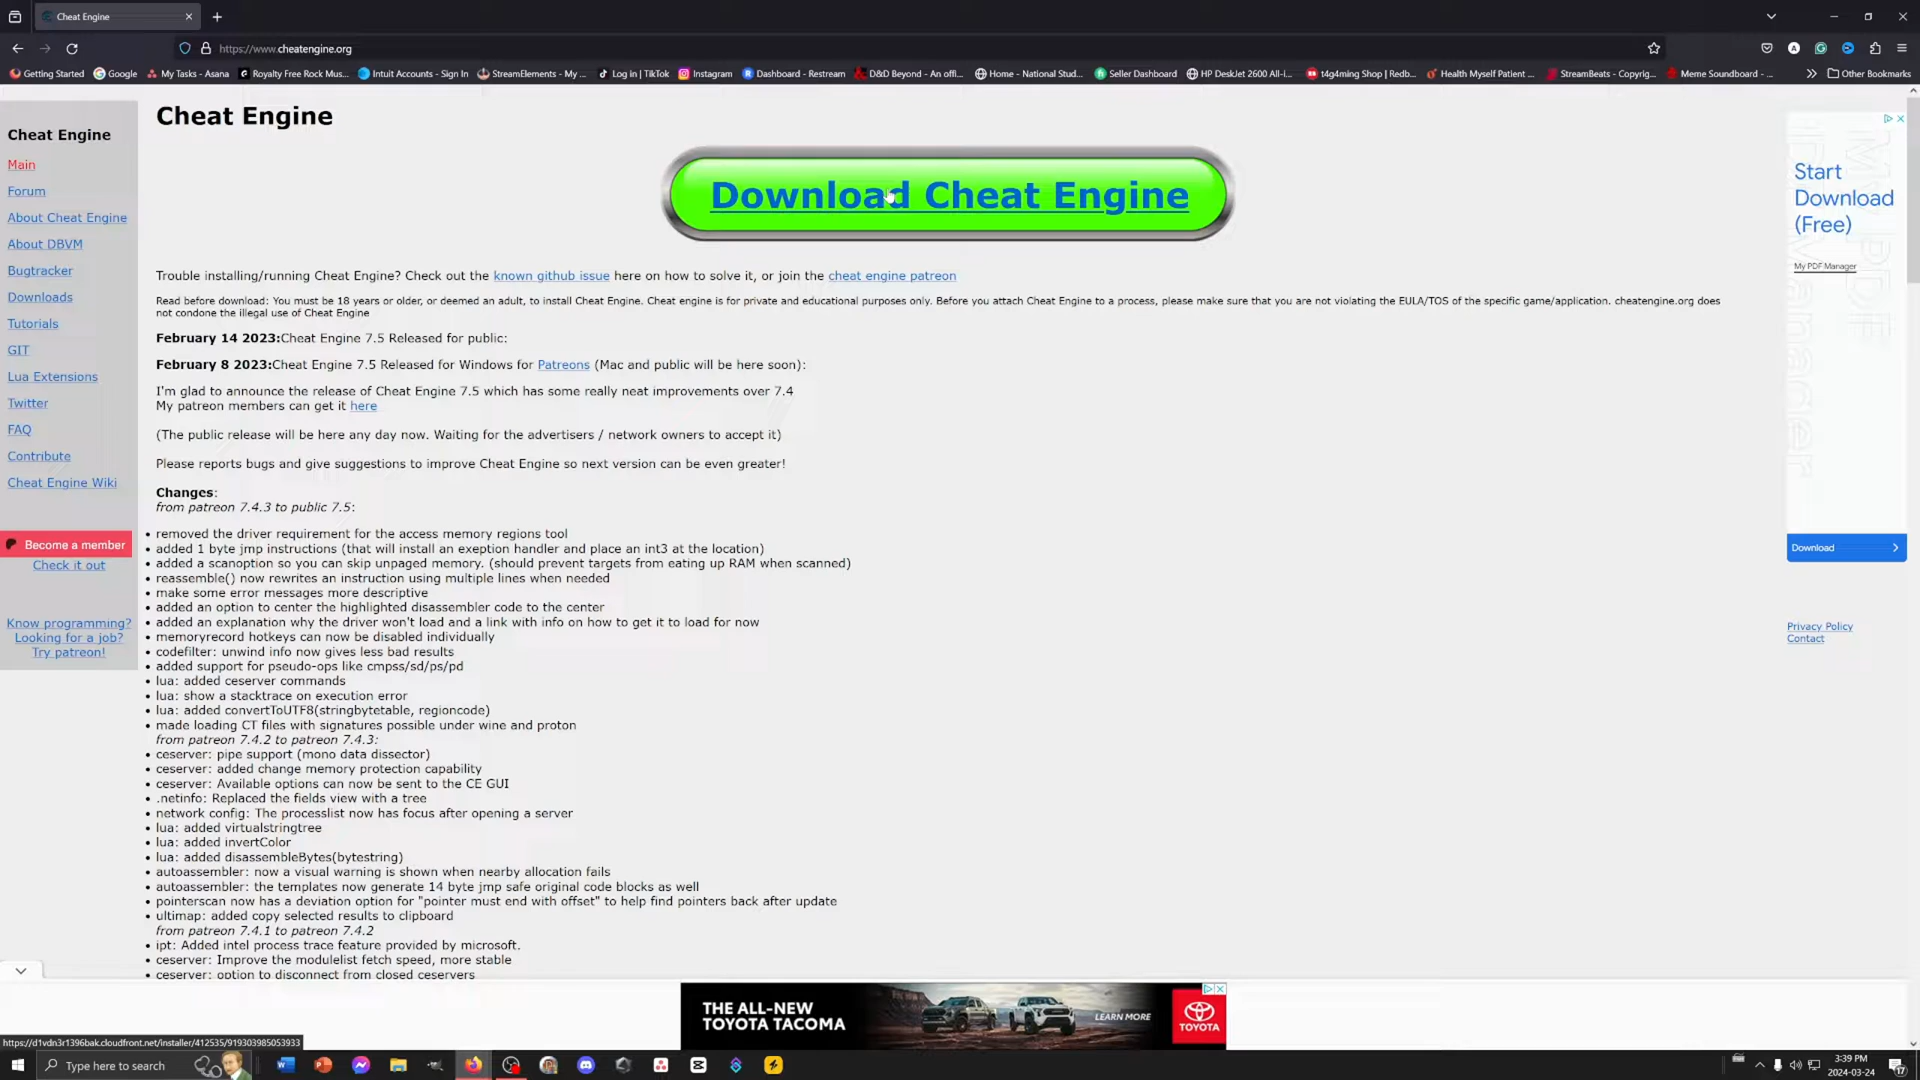 Cheat Engine
https://www.cheatengine.org
Getting Started
Google
My Tasks - Asana
Royalty Free Rock Mus...
Intuit Accounts - Sign In
StreamElements - My ...
Log in | TikTok
Instagram
Dashboard - Restream
D&D Beyond - An offi...
Home - National Stud...
Seller Dashboard
HP DeskJet 2600 All-i...
t4g4ming Shop | Redb...
Health Myself Patient ...
StreamBeats - Copyrig...
Meme Soundboard - ...
Other Bookmarks
Cheat Engine
Main
Forum
About Cheat Engine
About DBVM
Bugtracker
Downloads
Tutorials
GIT
Lua Extensions
Twitter
FAQ
Contribute
Cheat Engine Wiki
Become a member
Check it out
Know programming?
Looking for a job?
Try patreon!
Cheat Engine
Download Cheat Engine
Trouble installing/running Cheat Engine? Check out the known github issue here on how to solve it, or join the cheat engine patreon
Read before download: You must be 18 years or older, or deemed an adult, to install Cheat Engine. Cheat engine is for private and educational purposes only. Before you attach Cheat Engine to a process, please make sure that you are not violating the EULA/TOS of the specific game/application. cheatengine.org does
not condone the illegal use of Cheat Engine
February 14 2023:Cheat Engine 7.5 Released for public:
February 8 2023:Cheat Engine 7.5 Released for Windows for Patreons (Mac and public will be here soon):
I'm glad to announce the release of Cheat Engine 7.5 which has some really neat improvements over 7.4
My patreon members can get it here
(The public release will be here any day now. Waiting for the advertisers / network owners to accept it)
Please reports bugs and give suggestions to improve Cheat Engine so next version can be even greater!
Changes:
from patreon 7.4.3 to public 7.5:
• removed the driver requirement for the access memory regions tool
• added 1 byte jmp instructions (that will install an exeption handler and place an int3 at the location)
• added a scanoption so you can skip unpaged memory. (should prevent targets from eating up RAM when scanned)
• reassemble() now rewrites an instruction using multiple lines when needed
• make some error messages more descriptive
• added an option to center the highlighted disassembler code to the center
• added an explanation why the driver won't load and a link with info on how to get it to load for now
• memoryrecord hotkeys can now be disabled individually
• codefilter: unwind info now gives less bad results
• added support for pseudo-ops like cmpss/sd/ps/pd
• lua: added ceserver commands
• lua: show a stacktrace on execution error
• lua: added convertToUTF8(stringbytetable, regioncode)
• made loading CT files with signatures possible under wine and proton
from patreon 7.4.2 to patreon 7.4.3:
• ceserver: pipe support (mono data dissector)
• ceserver: added change memory protection capability
• ceserver: Available options can now be sent to the CE GUI
• .netinfo: Replaced the fields view with a tree
• network config: The processlist now has focus after opening a server
• lua: added virtualstringtree
• lua: added invertColor
• lua: added disassembleBytes(bytestring)
• autoassembler: now a visual warning is shown when nearby allocation fails
• autoassembler: the templates now generate 14 byte jmp safe original code blocks as well
• pointerscan now has a deviation option for "pointer must end with offset" to help find pointers back after update
• ultimap: added copy selected results to clipboard
from patreon 7.4.1 to patreon 7.4.2
• ipt: Added intel process trace feature provided by microsoft.
• ceserver: Improve the modulelist fetch speed, more stable
• ceserver: option to disconnect from closed ceservers
Start
Download
(Free)
My PDF Manager
Download
Privacy Policy
Contact
THE ALL-NEW
TOYOTA TACOMA
LEARN MORE
TOYOTA
https://d1vdn3r1396bak.cloudfront.net/installer/412535/919303985053933
Type here to search
3:39 PM
2024-03-24
17